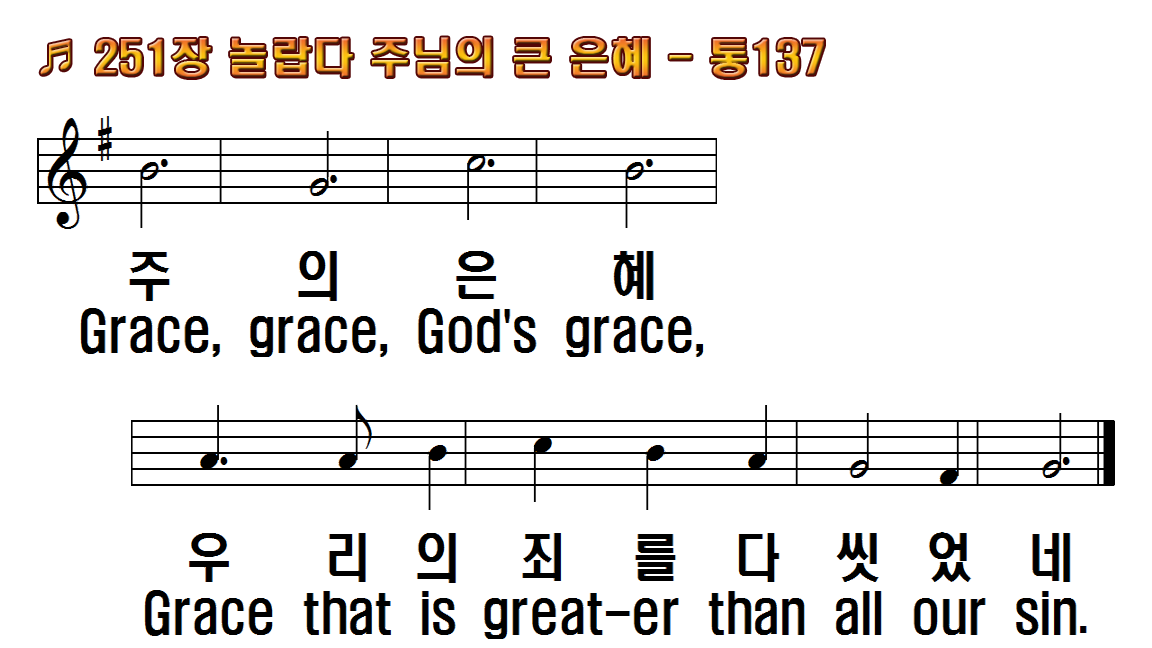 ♬ 251장 놀랍다 주님의 큰 은혜 - 통137
주 의 은 혜
Grace, grace, God's grace,
우 리 의 죄 를 다 씻 었 네
Grace that is great-er than all our sin.